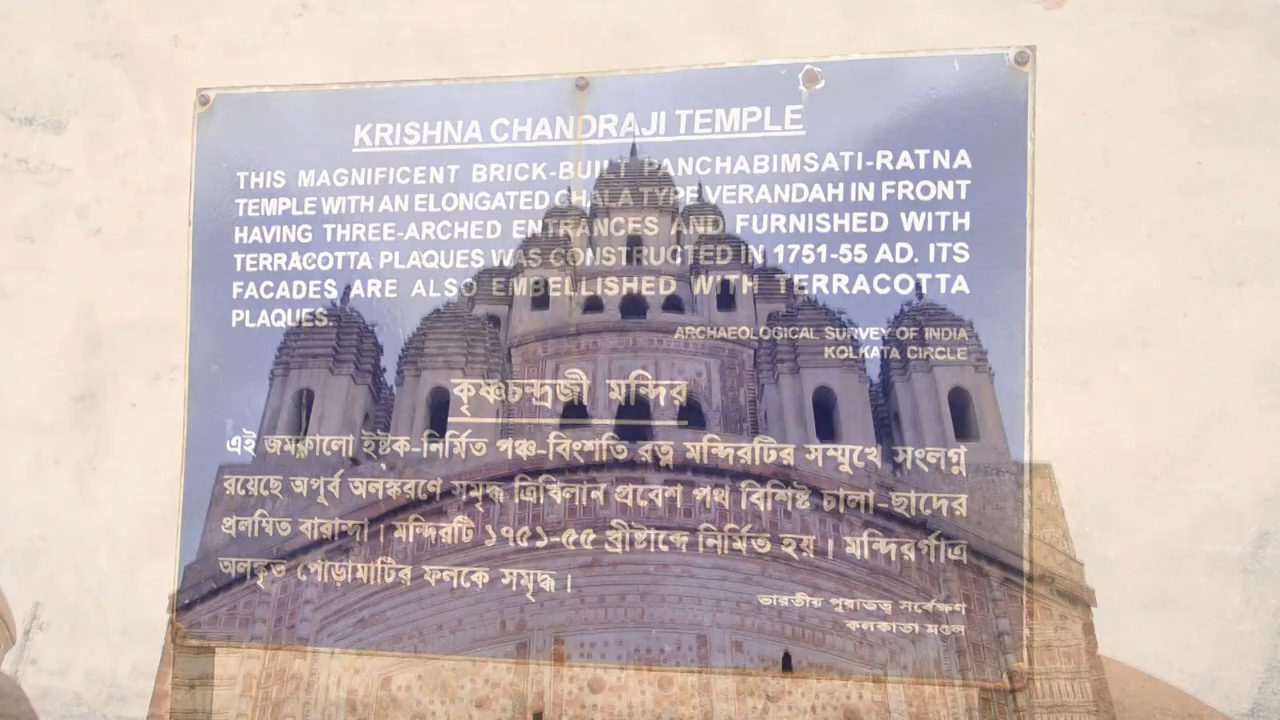 KRISHNA CHANDRAJI TEMPLE
THIS MAGNIFICENT BRICK-BUILT PANCHABIMSATI-RATNA
TEMPLE WITH AN ELONGATED CHALA TYPE VERANDAH IN FRONT
HAVING THREE-ARCHED ENTRANCES AND FURNISHED WITH
TERRACOTTA PLAQUES WAS CONSTRUCTED IN 1751-55 AD. ITS
FACADES ARE ALSO EMBELLISHED WITH TERRACOTTA
PLAQUES.
ARCHAEOLOGICAL SURVEY OF INDIA
KOLKATA CIRCLE
কৃষ্ণচন্দ্রজী মন্দির
এই জমকালো ইষ্টক-নির্মিত পঞ্চ-বিংশতি রত্ন মন্দিরটির সম্মুখে সংলগ্ন
রয়েছে অপূর্ব অলঙ্করণে সমৃদ্ধ ত্রিখিলান প্রবেশ পথ বিশিষ্ট চালা-ছাদের
প্রলম্বিত বারান্দা । মন্দিরটি ১৭৫১-৫৫ খ্রীষ্টাব্দে নির্মিত হয় । মন্দিরগাত্র
অলঙ্কৃত পোড়ামাটির ফলকে সমৃদ্ধ ।
ভারতীয় পুরাতত্ত্ব সর্বেক্ষণ
কলকাতা মণ্ডল